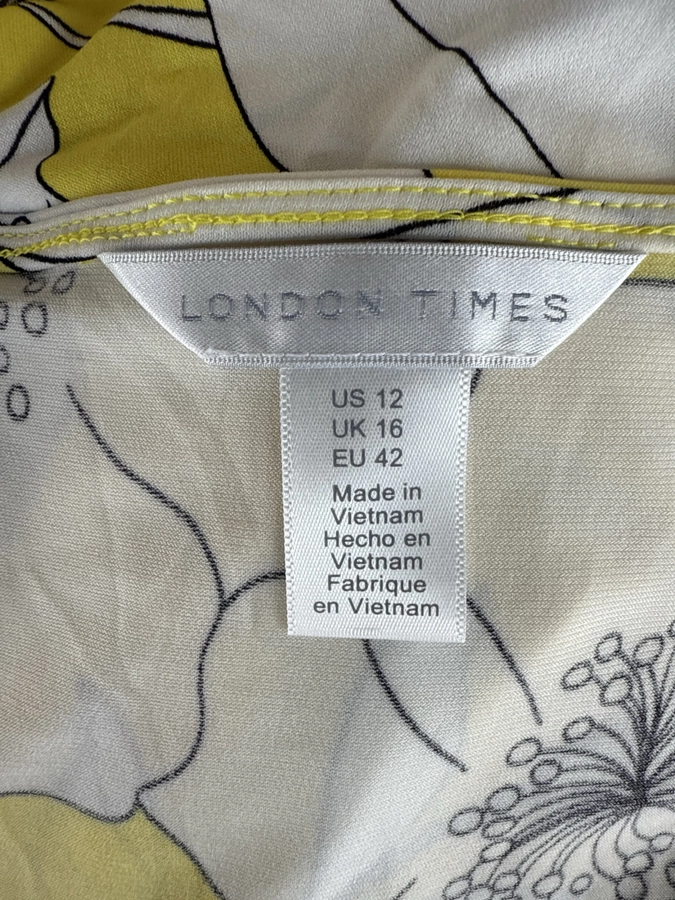 LONDON TIMES
US 12
UK 16
EU 42
Made in
Vietnam
Hecho en
Vietnam
Fabrique
en Vietnam